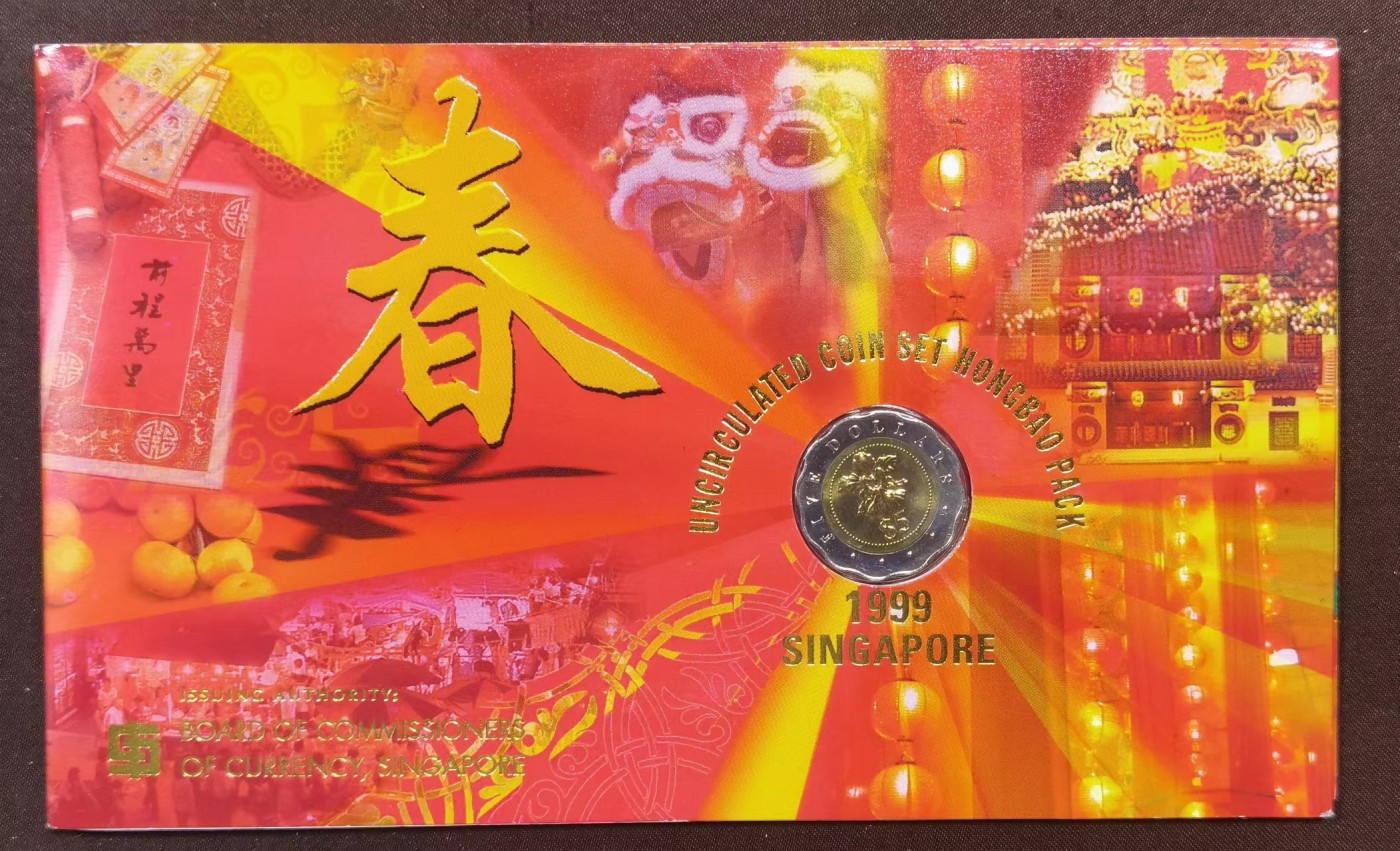 春
前程萬里
UNCIRCULATED COIN SET HONGBAO PACK
FIVE DOLLARS
$5
1999
SINGAPORE
ISSUING AUTHORITY:
BOARD OF COMMISSIONERS
OF CURRENCY, SINGAPORE